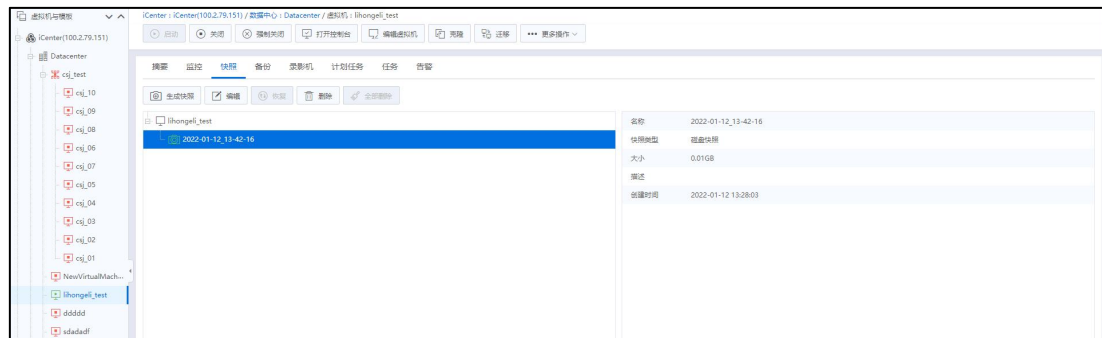 虚拟机与模板
iCenter(100.2.79.151)
Datacenter
csj_test
csj_10
csj_09
csj_08
csj_06
csj_07
csj_05
csj_04
csj_03
csj_02
csj_01
NewVirtualMach...
lihongeli_test
ddddd
sdadadf
iCenter : iCenter(100.2.79.151) / 数据中心 : Datacenter / 虚拟机 : lihongeli_test
启动 关闭 强制关闭 打开控制台 编辑虚拟机 克隆 迁移 ••• 更多操作
摘要 监控 快照 备份 录影机 计划任务 任务 告警
生成快照 编辑 恢复 删除 全部删除
lihongeli_test
2022-01-12_13-42-16
名称 2022-01-12_13-42-16
快照类型 磁盘快照
大小 0.01GB
描述
创建时间 2022-01-12 13:28:03